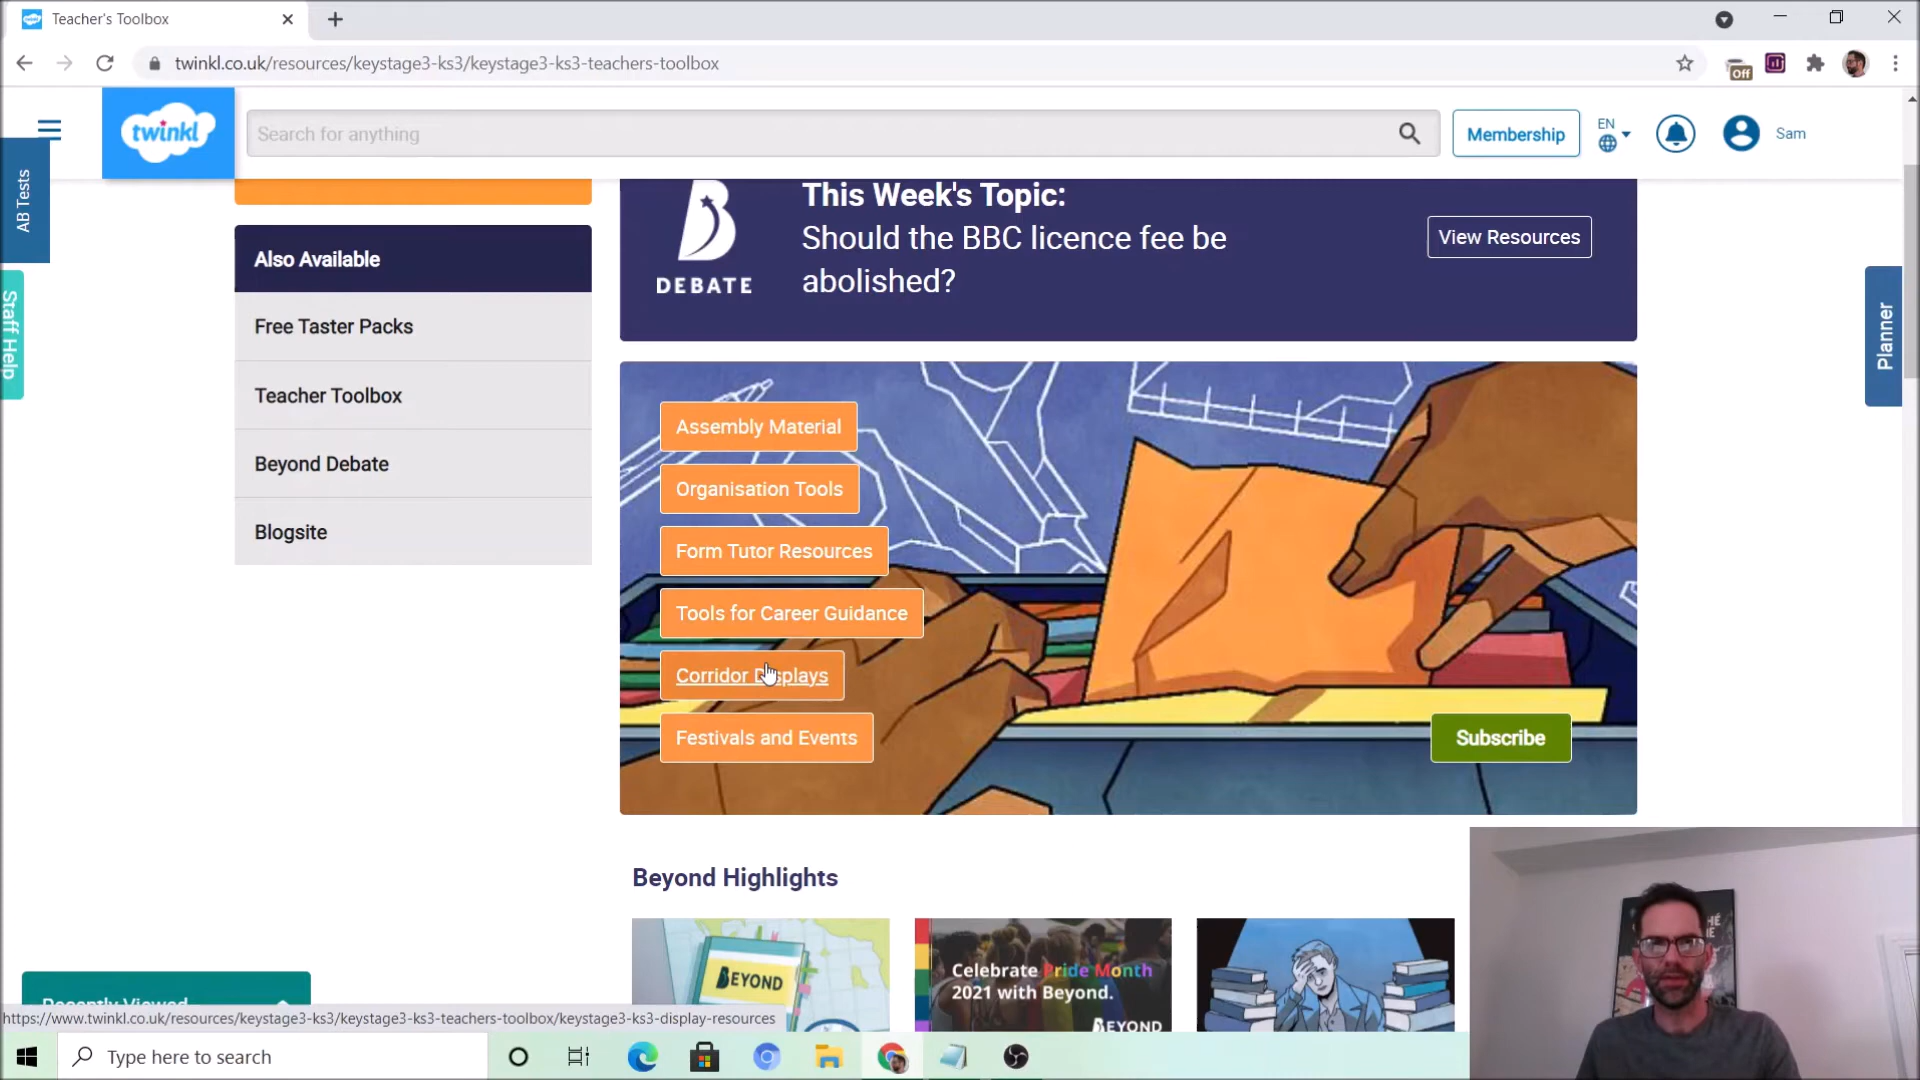 Teacher's Toolbox
twinkl.co.uk/resources/keystage3-ks3/keystage3-ks3-teachers-toolbox
Off
twinkl
Search for anything
Membership
EN
Sam
AB Tests
Staff Help
Planner
Also Available
Free Taster Packs
Teacher Toolbox
Beyond Debate
Blogsite
DEBATE
This Week's Topic:
Should the BBC licence fee be
abolished?
View Resources
Assembly Material
Organisation Tools
Form Tutor Resources
Tools for Career Guidance
Corridor Displays
Festivals and Events
Subscribe
Beyond Highlights
BEYOND
Celebrate Pride Month
2021 with Beyond.
BEYOND
Recently Viewed
https://www.twinkl.co.uk/resources/keystage3-ks3/keystage3-ks3-teachers-toolbox/keystage3-ks3-display-resources
Type here to search